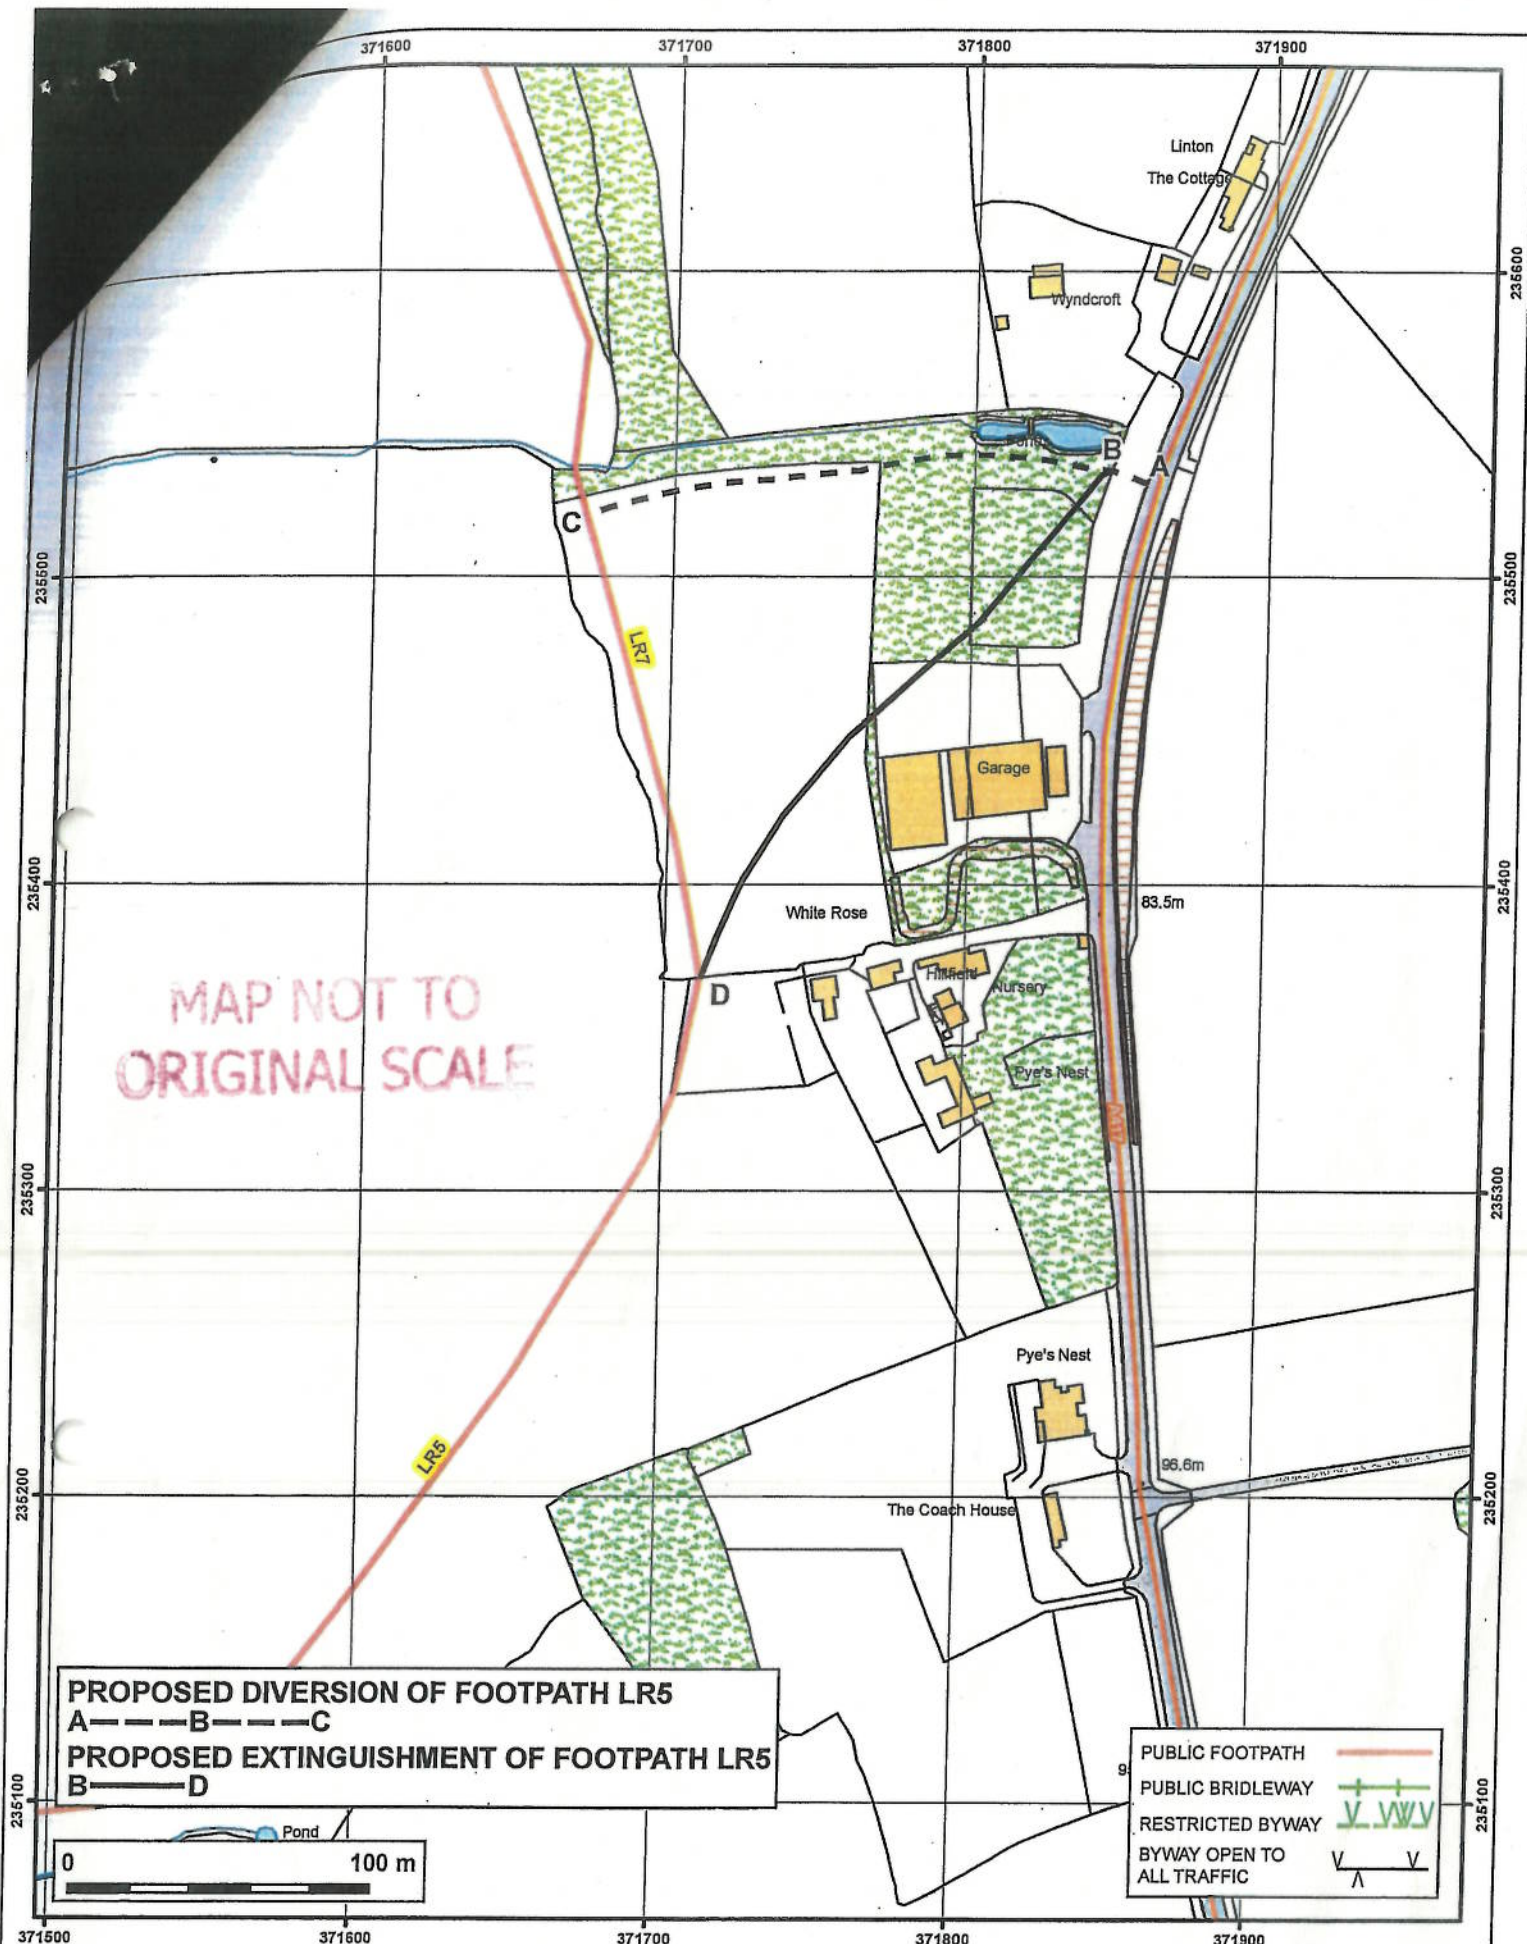 371600 371700 371800 371900
Linton
The Cottage
235600
Wyndcroft
Pond
B
A
C
235500 235500
LR7
Garage
235400 235400
83.5m
White Rose
Hillfield
Nursery
D
MAP NOT TO
ORIGINAL SCALE
Pye's Nest
235300 235300
Pye's Nest
LR5
96.6m
235200 235200
The Coach House
PROPOSED DIVERSION OF FOOTPATH LR5
A B C
PROPOSED EXTINGUISHMENT OF FOOTPATH LR5
B D
PUBLIC FOOTPATH
PUBLIC BRIDLEWAY
RESTRICTED BYWAY
BYWAY OPEN TO
ALL TRAFFIC
235100 235100
Pond
0 100 m
371500 371600 371700 371800 371900